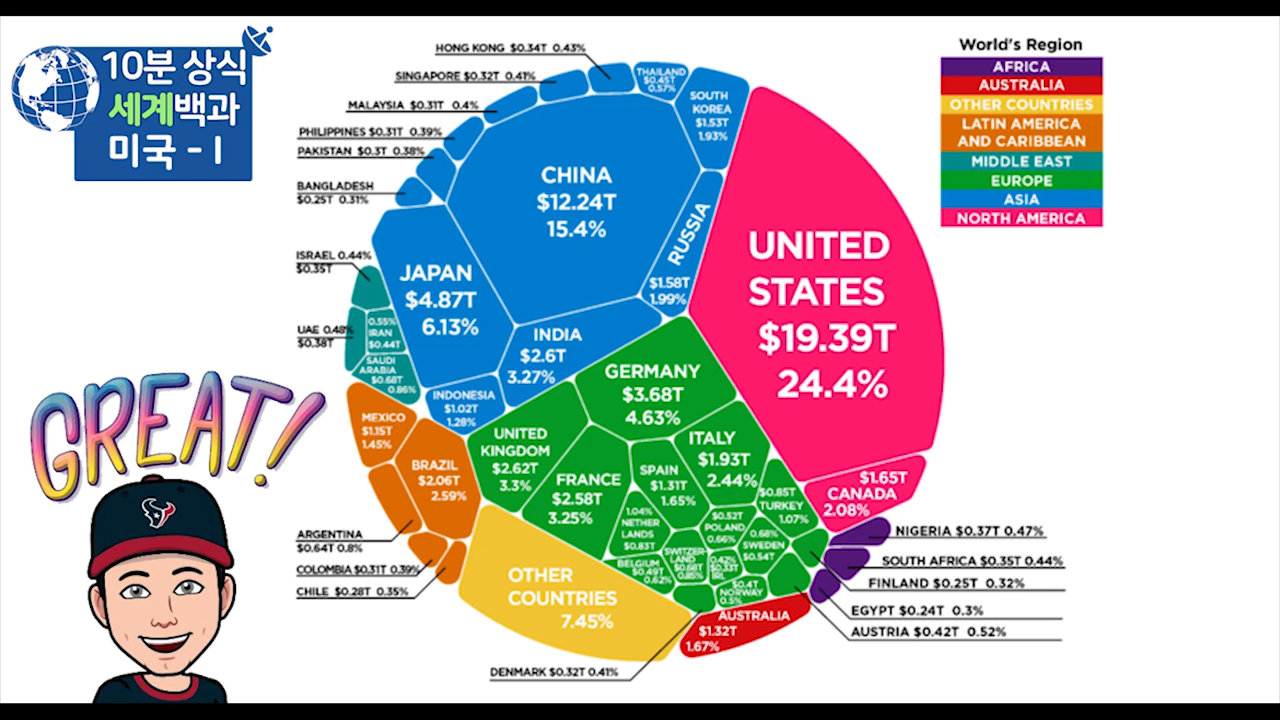 10분 상식
세계백과
미국 - I
HONG KONG $0.34T 0.43%
SINGAPORE $0.32T 0.41%
MALAYSIA $0.31T 0.4%
PHILIPPINES $0.31T 0.39%
PAKISTAN $0.3T 0.38%
BANGLADESH
$0.25T 0.31%
THAILAND
$0.45T
0.57%
SOUTH
KOREA
$1.53T
1.93%
CHINA
$12.24T
15.4%
RUSSIA
$1.58T
1.99%
JAPAN
$4.87T
6.13%
INDIA
$2.6T
3.27%
INDONESIA
$1.02T
1.28%
ISRAEL 0.44%
$0.35T
UAE 0.48%
$0.38T
0.55%
IRAN
$0.44T
SAUDI
ARABIA
$0.68T
0.86%
UNITED
STATES
$19.39T
24.4%
$1.65T
CANADA
2.08%
GERMANY
$3.68T
4.63%
UNITED
KINGDOM
$2.62T
3.3%
FRANCE
$2.58T
3.25%
ITALY
$1.93T
2.44%
SPAIN
$1.31T
1.65%
$0.85T
TURKEY
1.07%
1.04%
NETHER
LANDS
$0.83T
$0.52T
POLAND
0.66%
0.68%
SWEDEN
$0.54T
BELGIUM
$0.49T
0.62%
SWITZER-
LAND
$0.68T
0.85%
0.42%
$0.33T
IRL
$0.4T
NORWAY
0.5%
MEXICO
$1.15T
1.45%
BRAZIL
$2.06T
2.59%
ARGENTINA
$0.64T 0.8%
COLOMBIA $0.31T 0.39%
CHILE $0.28T 0.35%
OTHER
COUNTRIES
7.45%
AUSTRALIA
$1.32T
1.67%
DENMARK $0.32T 0.41%
NIGERIA $0.37T 0.47%
SOUTH AFRICA $0.35T 0.44%
FINLAND $0.25T 0.32%
EGYPT $0.24T 0.3%
AUSTRIA $0.42T 0.52%
World's Region
AFRICA
AUSTRALIA
OTHER COUNTRIES
LATIN AMERICA
AND CARIBBEAN
MIDDLE EAST
EUROPE
ASIA
NORTH AMERICA
GREAT!